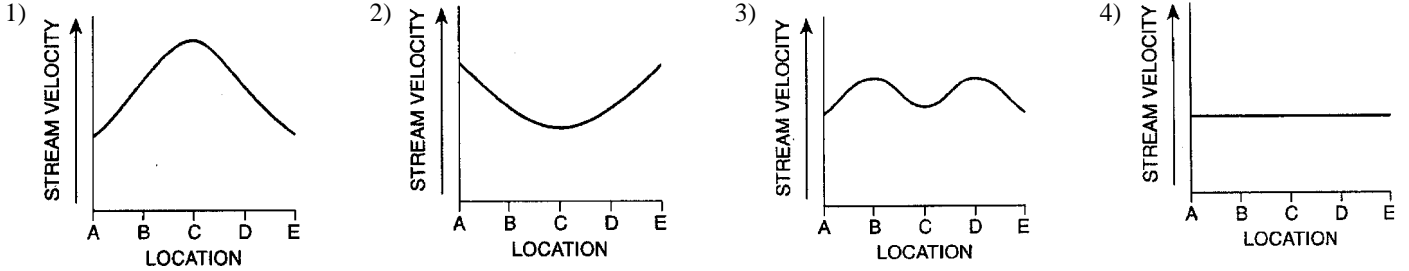 1)
STREAM VELOCITY
A B C D E
LOCATION
2)
STREAM VELOCITY
A B C D E
LOCATION
3)
STREAM VELOCITY
A B C D E
LOCATION
4)
STREAM VELOCITY
A B C D E
LOCATION